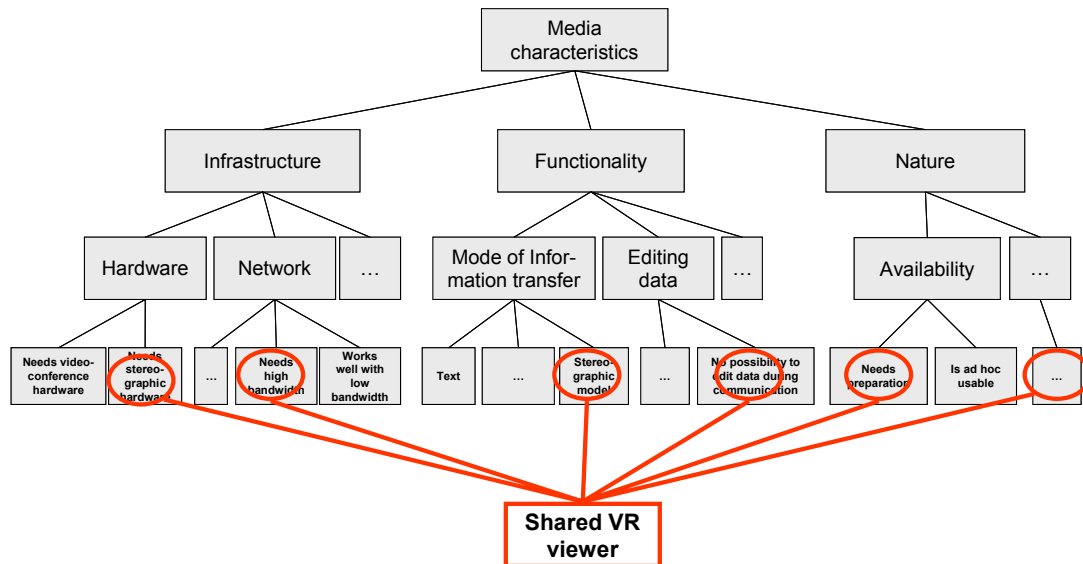 Media
characteristics
Infrastructure
Functionality
Nature
Hardware
Network
…
Mode of Infor-
mation transfer
Editing
data
…
Availability
…
Needs video-
conference
hardware
Needs
stereo-
graphic
hardware
…
Needs
high
bandwidth
Works
well with
low
bandwidth
Text
…
Stereo-
graphic
model
…
No possibility to
edit data during
communication
Needs
preparation
Is ad hoc
usable
…
Shared VR
viewer